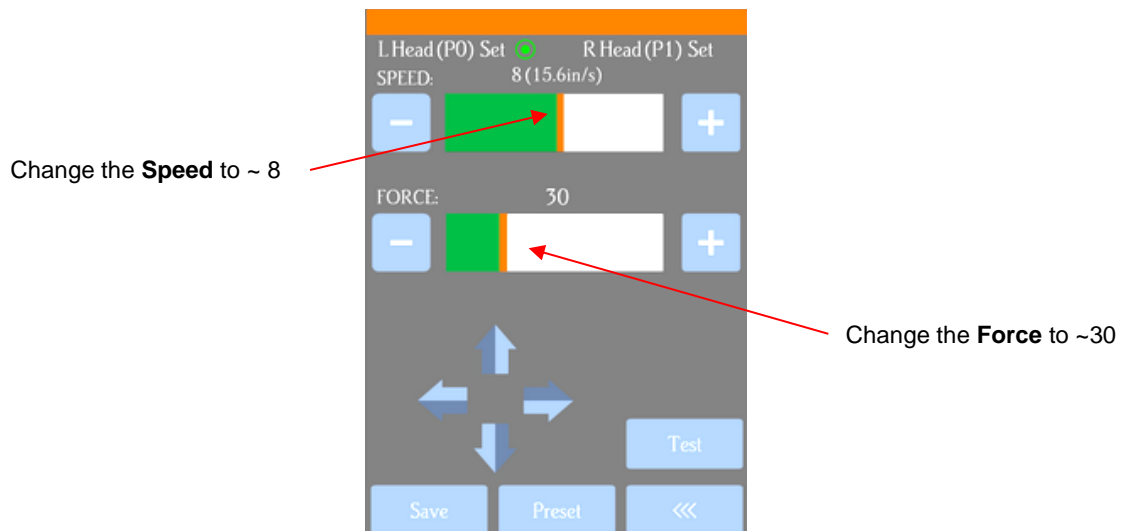 L Head (P0) Set R Head (P1) Set
SPEED: 8 (15.6in/s)
− +
Change the Speed to ~ 8
FORCE: 30
− +
Change the Force to ~30
Test
Save Preset <<<